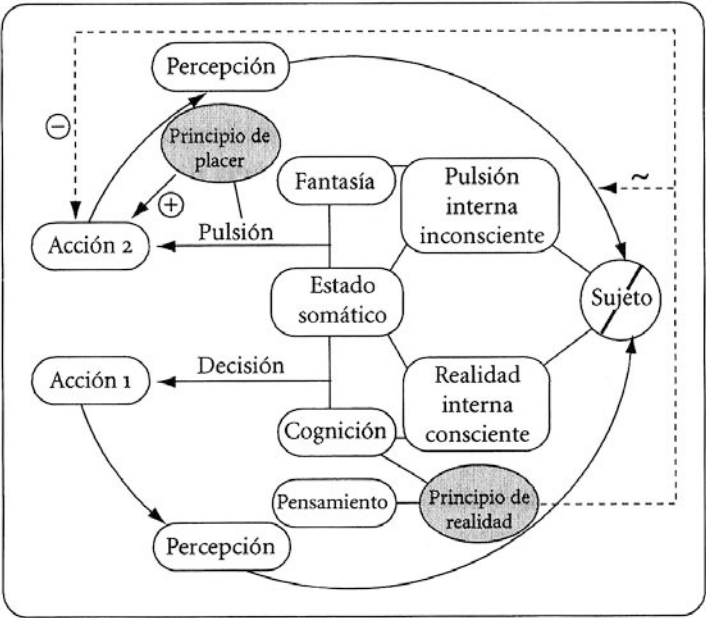 Percepción
−
Principio de
placer
Fantasía
Pulsión
interna
inconsciente
~
+
Acción 2
Pulsión
Estado
somático
Sujeto
Acción 1
Decisión
Realidad
interna
consciente
Cognición
Pensamiento
Principio de
realidad
Percepción